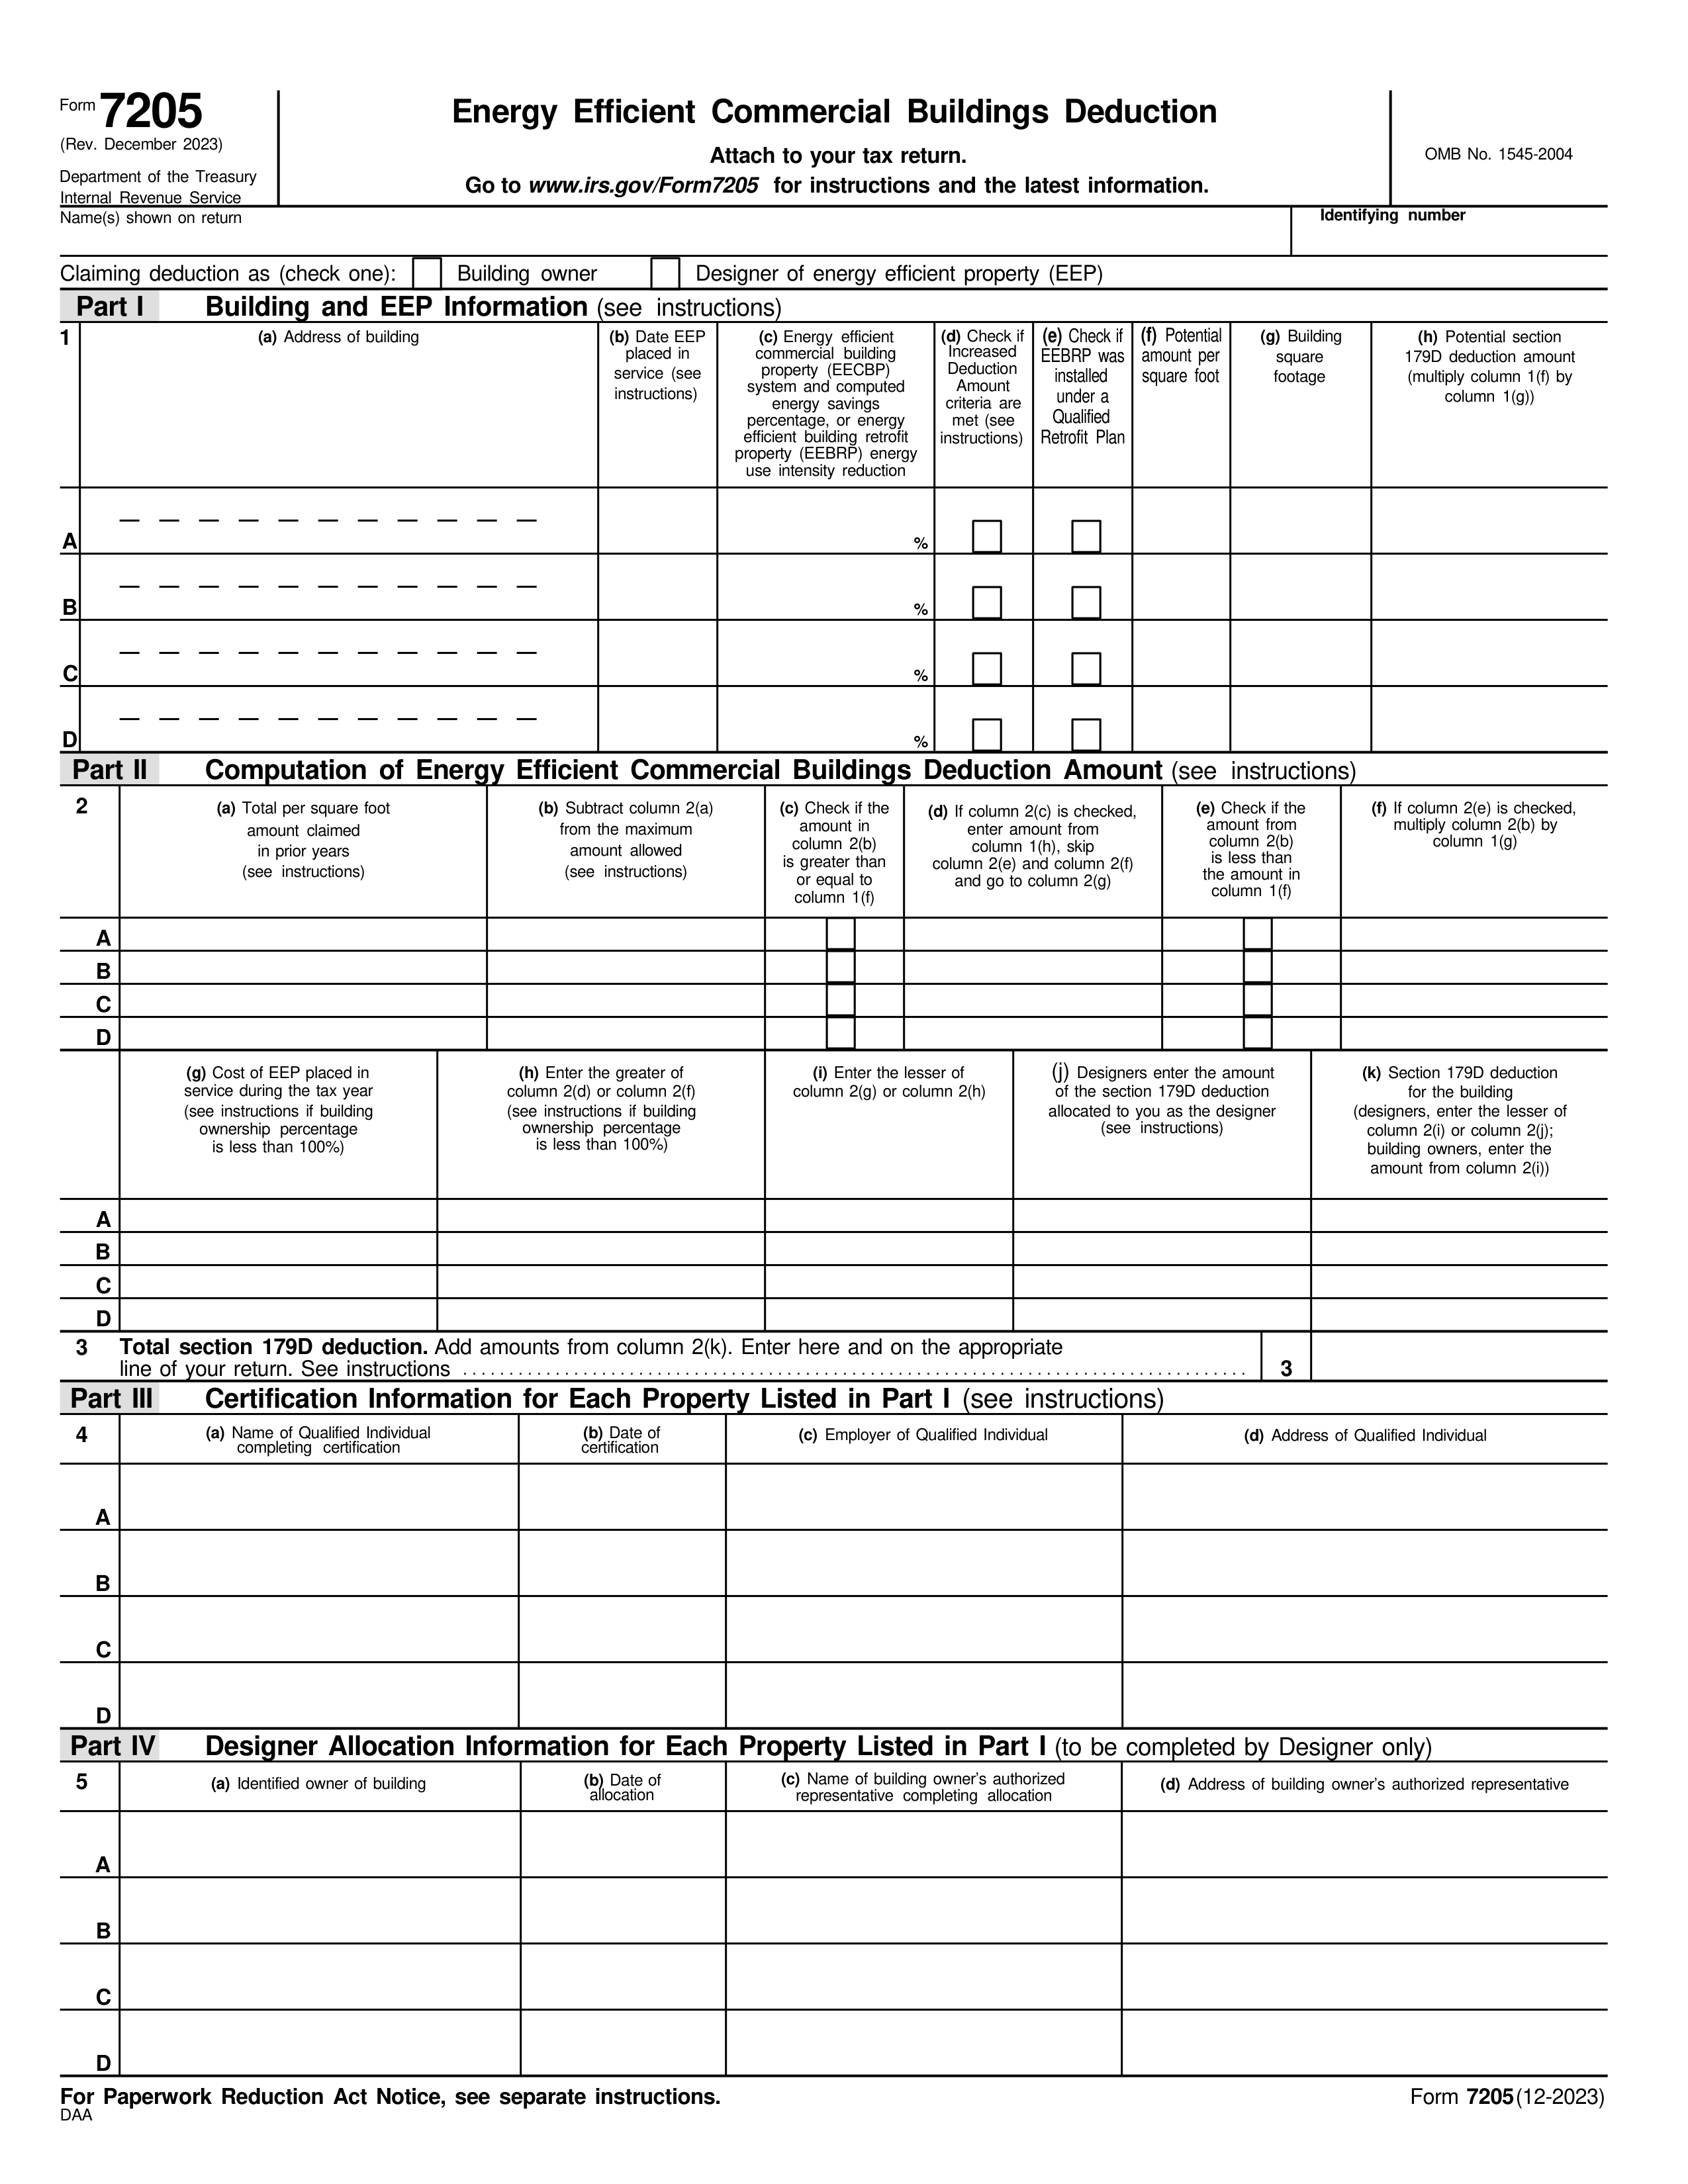 Form 7205
(Rev. December 2023)
Department of the Treasury
Internal Revenue Service
Energy Efficient Commercial Buildings Deduction
Attach to your tax return.
Go to www.irs.gov/Form7205 for instructions and the latest information.
OMB No. 1545-2004
Name(s) shown on return
Identifying number
Claiming deduction as (check one): Building owner Designer of energy efficient property (EEP)
Part I Building and EEP Information (see instructions)
1
(a) Address of building
(b) Date EEP
placed in
service (see
instructions)
(c) Energy efficient
commercial building
property (EECBP)
system and computed
energy savings
percentage, or energy
efficient building retrofit
property (EEBRP) energy
use intensity reduction
(d) Check if
Increased
Deduction
Amount
criteria are
met (see
instructions)
(e) Check if
EEBRP was
installed
under a
Qualified
Retrofit Plan
(f) Potential
amount per
square foot
(g) Building
square
footage
(h) Potential section
179D deduction amount
(multiply column 1(f) by
column 1(g))
A %
B %
C %
D %
Part II Computation of Energy Efficient Commercial Buildings Deduction Amount (see instructions)
2
(a) Total per square foot
amount claimed
in prior years
(see instructions)
(b) Subtract column 2(a)
from the maximum
amount allowed
(see instructions)
(c) Check if the
amount in
column 2(b)
is greater than
or equal to
column 1(f)
(d) If column 2(c) is checked,
enter amount from
column 1(h), skip
column 2(e) and column 2(f)
and go to column 2(g)
(e) Check if the
amount from
column 2(b)
is less than
the amount in
column 1(f)
(f) If column 2(e) is checked,
multiply column 2(b) by
column 1(g)
A
B
C
D
(g) Cost of EEP placed in
service during the tax year
(see instructions if building
ownership percentage
is less than 100%)
(h) Enter the greater of
column 2(d) or column 2(f)
(see instructions if building
ownership percentage
is less than 100%)
(i) Enter the lesser of
column 2(g) or column 2(h)
(j) Designers enter the amount
of the section 179D deduction
allocated to you as the designer
(see instructions)
(k) Section 179D deduction
for the building
(designers, enter the lesser of
column 2(i) or column 2(j);
building owners, enter the
amount from column 2(i))
A
B
C
D
3 Total section 179D deduction. Add amounts from column 2(k). Enter here and on the appropriate
line of your return. See instructions 3
Part III Certification Information for Each Property Listed in Part I (see instructions)
4
(a) Name of Qualified Individual
completing certification
(b) Date of
certification
(c) Employer of Qualified Individual
(d) Address of Qualified Individual
A
B
C
D
Part IV Designer Allocation Information for Each Property Listed in Part I (to be completed by Designer only)
5
(a) Identified owner of building
(b) Date of
allocation
(c) Name of building owner's authorized
representative completing allocation
(d) Address of building owner's authorized representative
A
B
C
D
For Paperwork Reduction Act Notice, see separate instructions.
Form 7205 (12-2023)
DAA